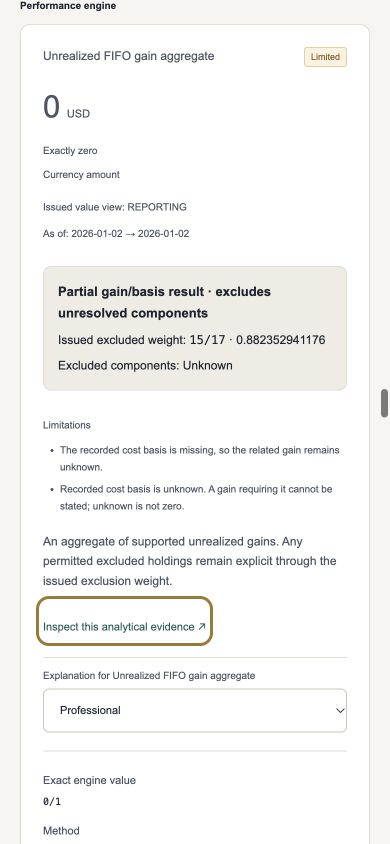 Performance engine
Unrealized FIFO gain aggregate
Limited
0 USD
Exactly zero
Currency amount
Issued value view: REPORTING
As of: 2026-01-02 → 2026-01-02
Partial gain/basis result · excludes
unresolved components
Issued excluded weight: 15/17 · 0.882352941176
Excluded components: Unknown
Limitations
• The recorded cost basis is missing, so the related gain remains
unknown.
• Recorded cost basis is unknown. A gain requiring it cannot be
stated; unknown is not zero.
An aggregate of supported unrealized gains. Any
permitted excluded holdings remain explicit through the
issued exclusion weight.
Inspect this analytical evidence ↗
Explanation for Unrealized FIFO gain aggregate
Professional
Exact engine value
0/1
Method